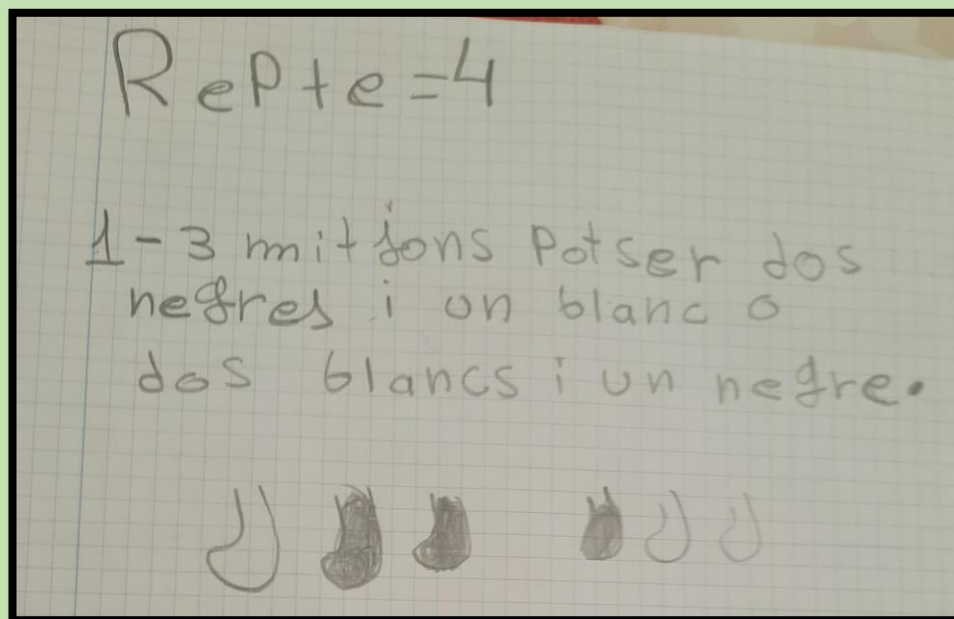 RePte=4
1-3 mitjons Potser dos
negres i un blanc o
dos blancs i un negre.